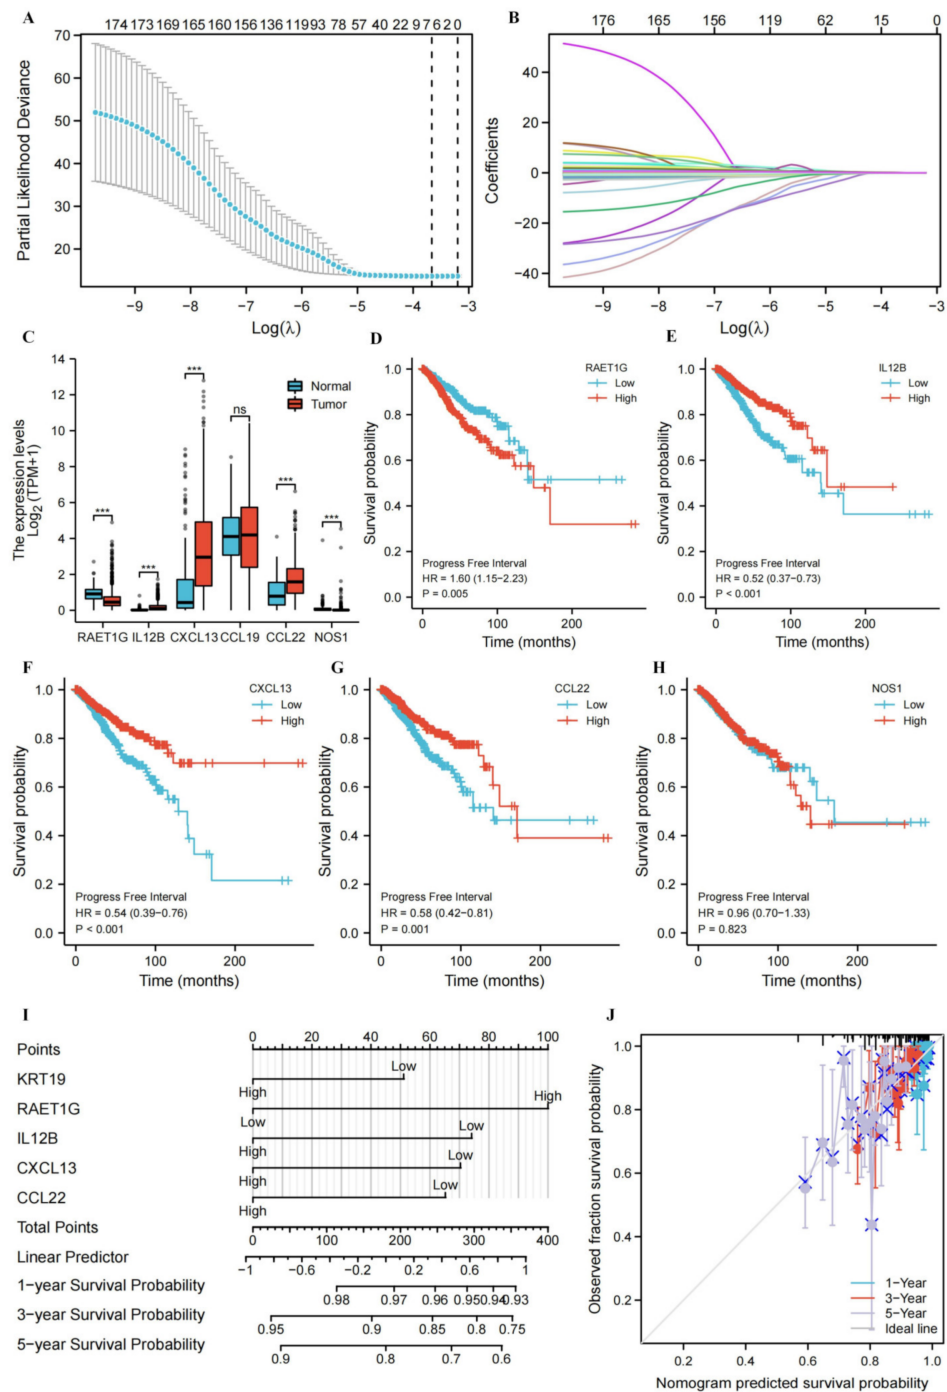 A
174 173 169 165 160 156 136 119 93 78 57 40 22 9 7 6 2 0
Partial Likelihood Deviance
70
60
50
40
30
20
−9 −8 −7 −6 −5 −4 −3
Log(λ)
B
176 165 156 119 62 15 0
Coefficients
40
20
0
−20
−40
−9 −8 −7 −6 −5 −4 −3
Log(λ)
C
The expression levels
Log2 (TPM+1)
14
12
10
8
6
4
2
0
Normal
Tumor
*** *** *** ns *** ***
RAET1G IL12B CXCL13 CCL19 CCL22 NOS1
D
Survival probability
1.0
0.8
0.6
0.4
0.2
0.0
RAET1G
Low
High
Progress Free Interval
HR = 1.60 (1.15−2.23)
P = 0.005
0 100 200
Time (months)
E
Survival probability
1.0
0.8
0.6
0.4
0.2
0.0
IL12B
Low
High
Progress Free Interval
HR = 0.52 (0.37−0.73)
P < 0.001
0 100 200
Time (months)
F
Survival probability
1.0
0.8
0.6
0.4
0.2
0.0
CXCL13
Low
High
Progress Free Interval
HR = 0.54 (0.39−0.76)
P < 0.001
0 100 200
Time (months)
G
Survival probability
1.0
0.8
0.6
0.4
0.2
0.0
CCL22
Low
High
Progress Free Interval
HR = 0.58 (0.42−0.81)
P = 0.001
0 100 200
Time (months)
H
Survival probability
1.0
0.8
0.6
0.4
0.2
0.0
NOS1
Low
High
Progress Free Interval
HR = 0.96 (0.70−1.33)
P = 0.823
0 100 200
Time (months)
I
0 20 40 60 80 100
Points
Low
KRT19
High High
RAET1G
Low
IL12B
High Low
CXCL13
High Low
CCL22
High Low
Total Points
0 100 200 300 400
Linear Predictor
−1 −0.6 −0.2 0.2 0.6 1
1−year Survival Probability
0.98 0.97 0.96 0.95 0.94 0.93
3−year Survival Probability
0.95 0.9 0.85 0.8 0.75
5−year Survival Probability
0.9 0.8 0.7 0.6
J
Observed fraction survival probability
1.0
0.8
0.6
0.4
0.2
1−Year
3−Year
5−Year
Ideal line
0.2 0.4 0.6 0.8 1.0
Nomogram predicted survival probability